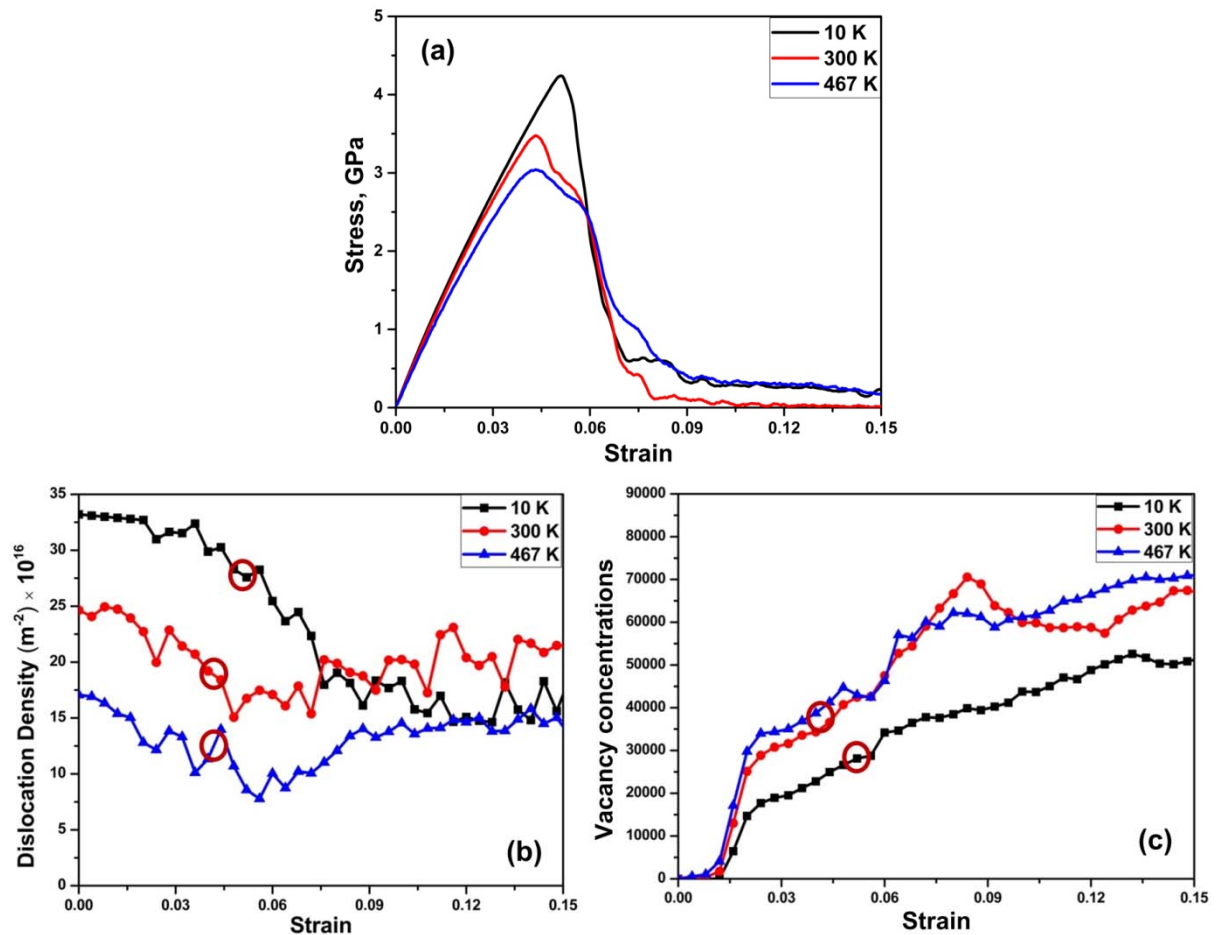 (a)
10 K
300 K
467 K
Stress, GPa
5
4
3
2
1
0
0.00 0.03 0.06 0.09 0.12 0.15
Strain
(b)
10 K
300 K
467 K
Dislocation Density (m⁻²) × 10¹⁶
35
30
25
20
15
10
5
0
0.00 0.03 0.06 0.09 0.12 0.15
Strain
(c)
10 K
300 K
467 K
Vacancy concentrations
90000
80000
70000
60000
50000
40000
30000
20000
10000
0
0.00 0.03 0.06 0.09 0.12 0.15
Strain